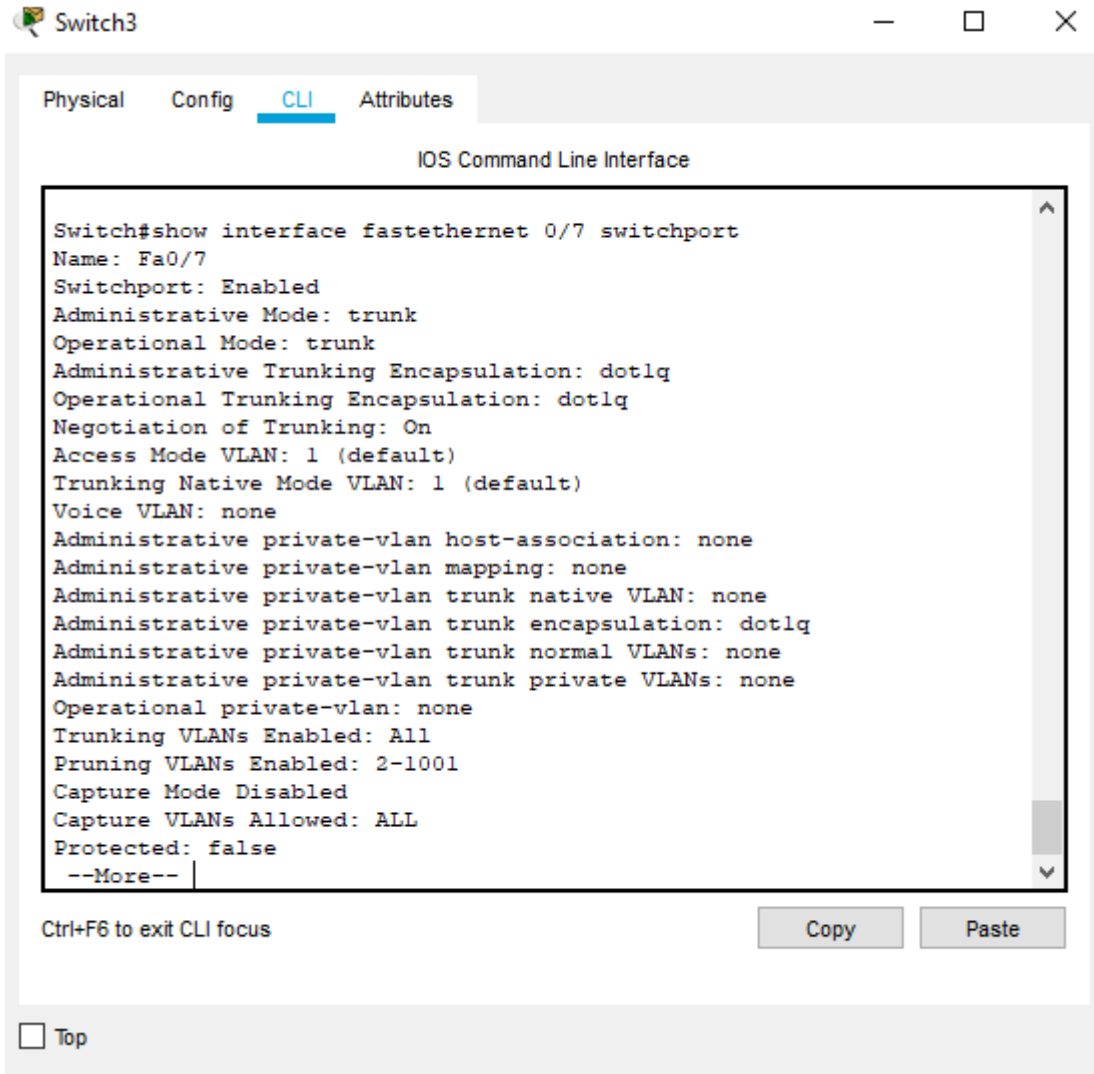 Switch3
Physical Config CLI Attributes
IOS Command Line Interface
Switch#show interface fastethernet 0/7 switchport
Name: Fa0/7
Switchport: Enabled
Administrative Mode: trunk
Operational Mode: trunk
Administrative Trunking Encapsulation: dot1q
Operational Trunking Encapsulation: dot1q
Negotiation of Trunking: On
Access Mode VLAN: 1 (default)
Trunking Native Mode VLAN: 1 (default)
Voice VLAN: none
Administrative private-vlan host-association: none
Administrative private-vlan mapping: none
Administrative private-vlan trunk native VLAN: none
Administrative private-vlan trunk encapsulation: dot1q
Administrative private-vlan trunk normal VLANs: none
Administrative private-vlan trunk private VLANs: none
Operational private-vlan: none
Trunking VLANs Enabled: All
Pruning VLANs Enabled: 2-1001
Capture Mode Disabled
Capture VLANs Allowed: ALL
Protected: false
--More--
Ctrl+F6 to exit CLI focus
Copy Paste
Top